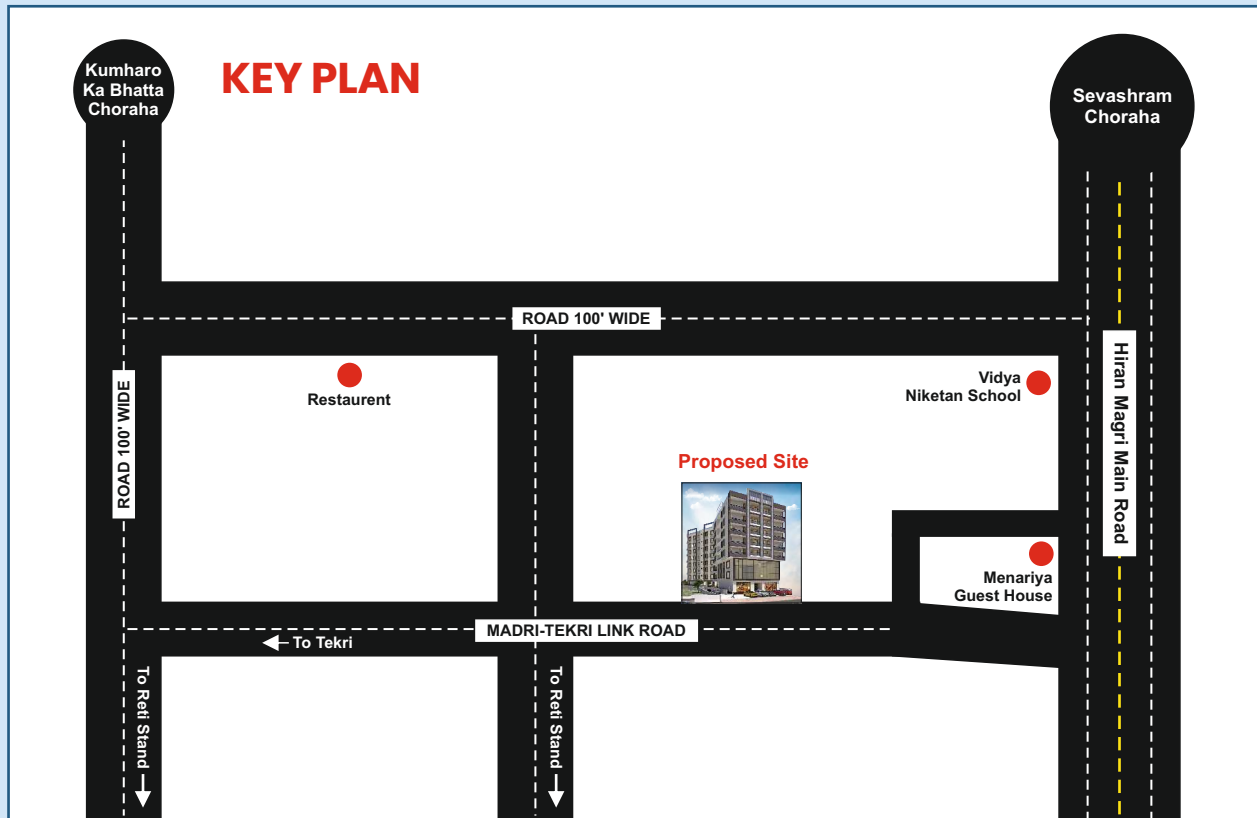 Kumharo
Ka Bhatta
Choraha
KEY PLAN
Sevashram
Choraha
ROAD 100' WIDE
Restaurent
Vidya
Niketan School
ROAD 100' WIDE
Hiran Magri Main Road
Proposed Site
Menariya
Guest House
MADRI-TEKRI LINK ROAD
To Tekri
To Reti Stand
To Reti Stand